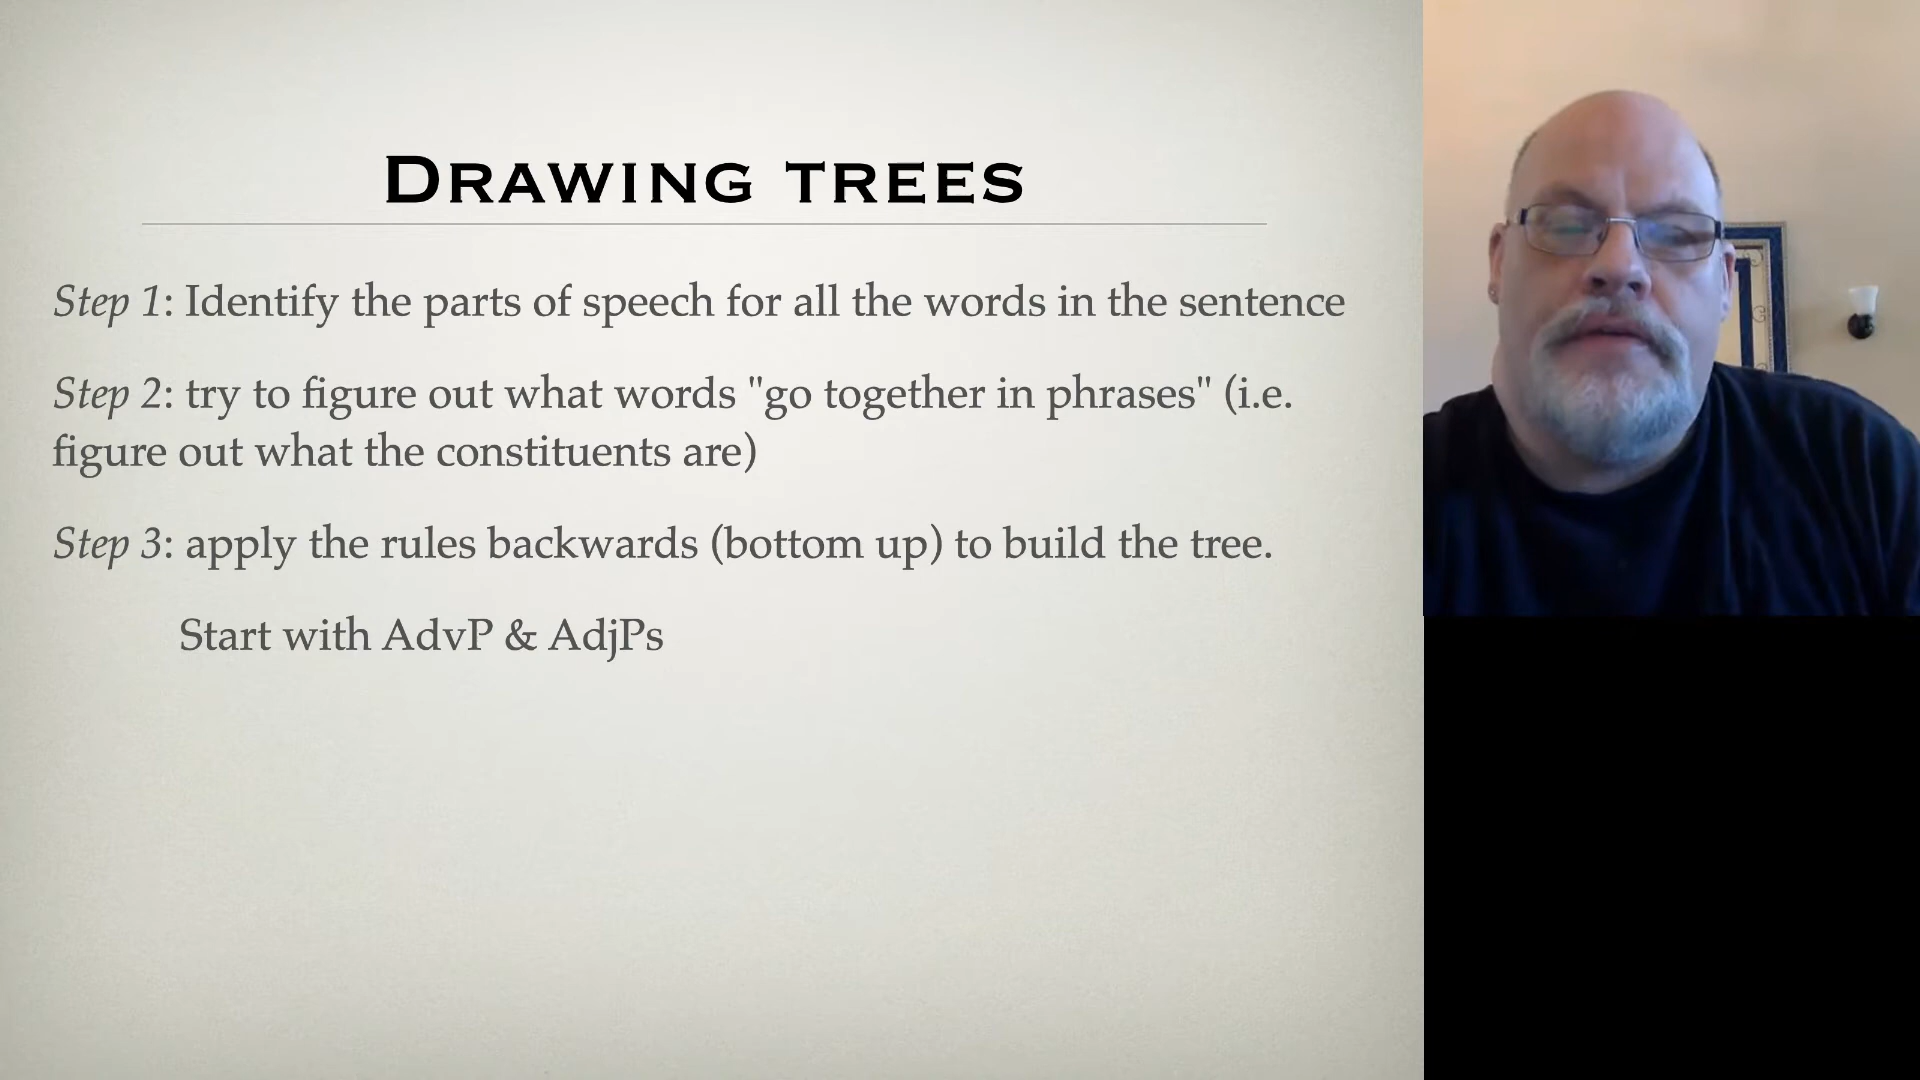 Drawing trees
Step 1: Identify the parts of speech for all the words in the sentence
Step 2: try to figure out what words "go together in phrases" (i.e.
figure out what the constituents are)
Step 3: apply the rules backwards (bottom up) to build the tree.
Start with AdvP & AdjPs